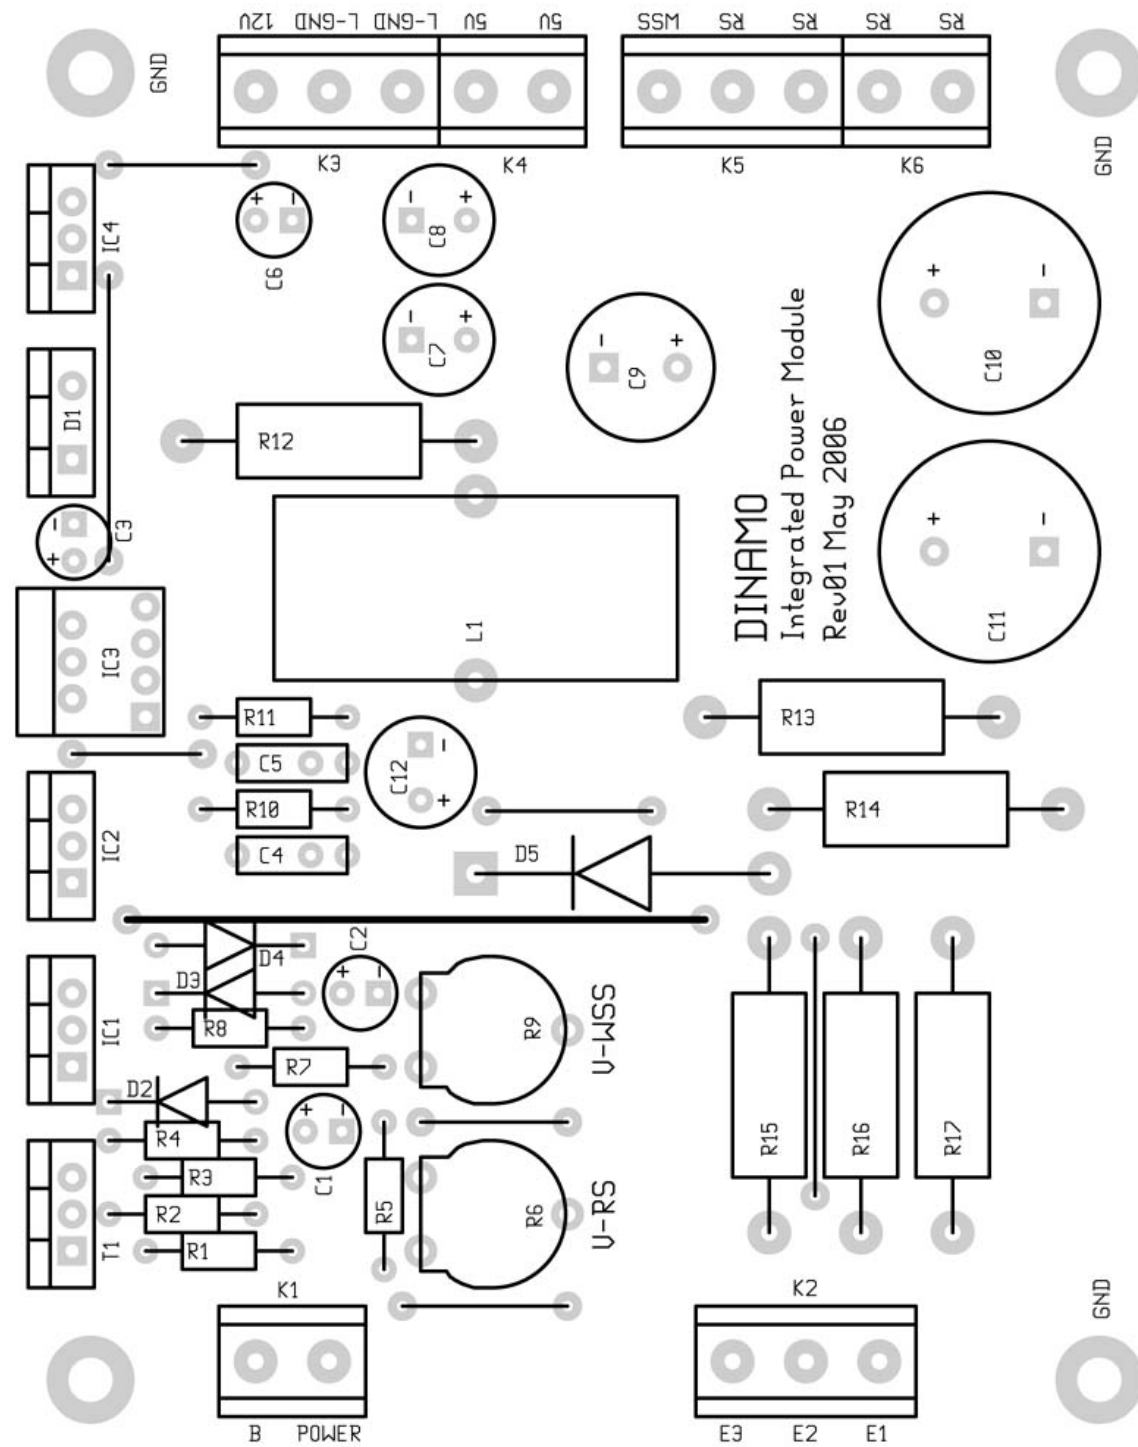 12V L-GND L-GND 5V 5V WSS RS RS RS RS
GND
GND
K3 K4 K5 K6
IC4
+ -
C6
- +
C8
- +
C7
- +
C9
+ -
C10
D1
R12
DINAMO
Integrated Power Module
Rev01 May 2006
- +
C3
+ -
C11
IC3
L1
R11
R13
C5
- +
C12
R10
R14
IC2
C4
D5
D4
C2
+ -
D3
IC1
R8
R9
V-WSS
R7
D2
+ -
C1
R4
R3
R5
R2
R1
T1
R6
V-RS
R15
R16
R17
K1
K2
GND
B POWER
E3 E2 E1